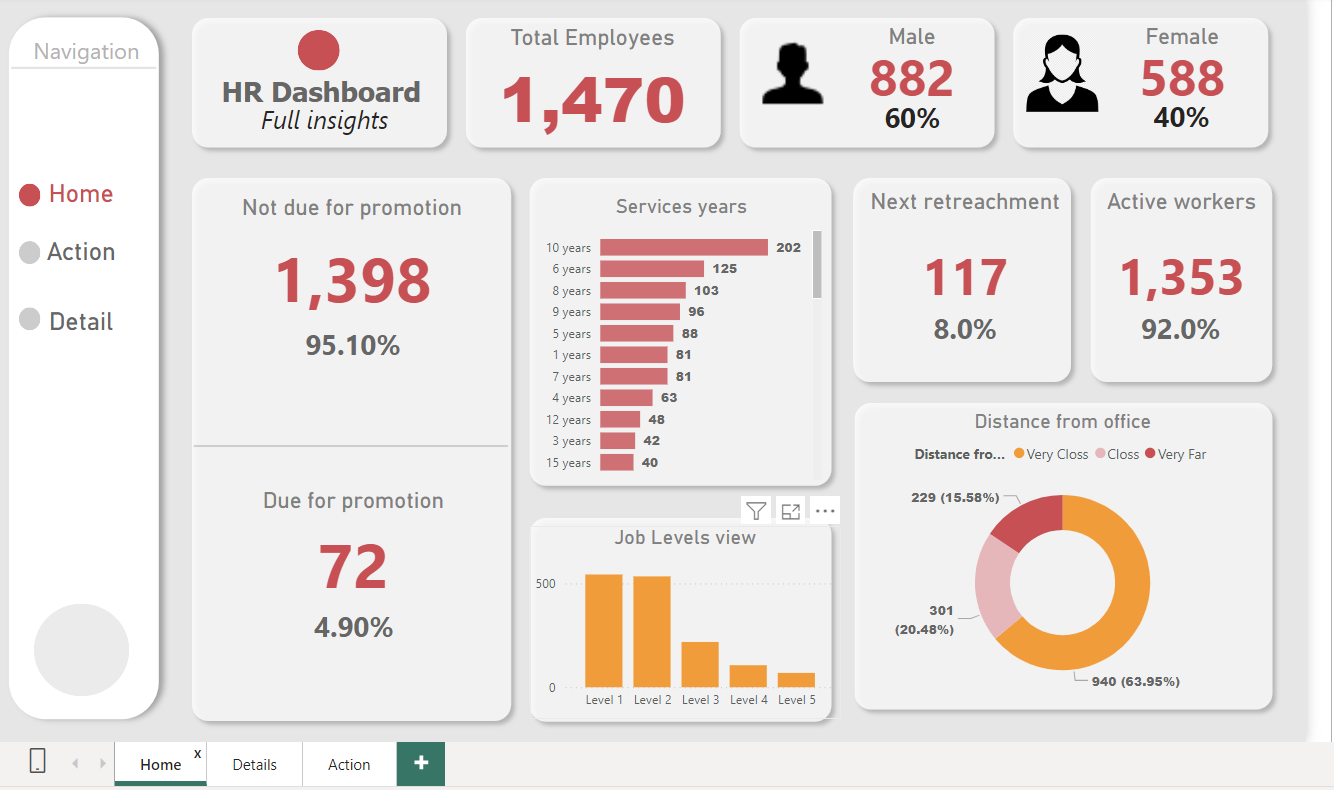 Navigation
Home
Action
Detail
HR Dashboard
Full insights
Total Employees
1,470
Male
882
60%
Female
588
40%
Not due for promotion
1,398
95.10%
Due for promotion
72
4.90%
Services years
10 years 202
6 years 125
8 years 103
9 years 96
5 years 88
1 years 81
7 years 81
4 years 63
12 years 48
3 years 42
15 years 40
Job Levels view
500
0
Level 1 Level 2 Level 3 Level 4 Level 5
Next retreachment
117
8.0%
Active workers
1,353
92.0%
Distance from office
Distance fro... Very Closs Closs Very Far
229 (15.58%)
301
(20.48%)
940 (63.95%)
Home x Details Action +